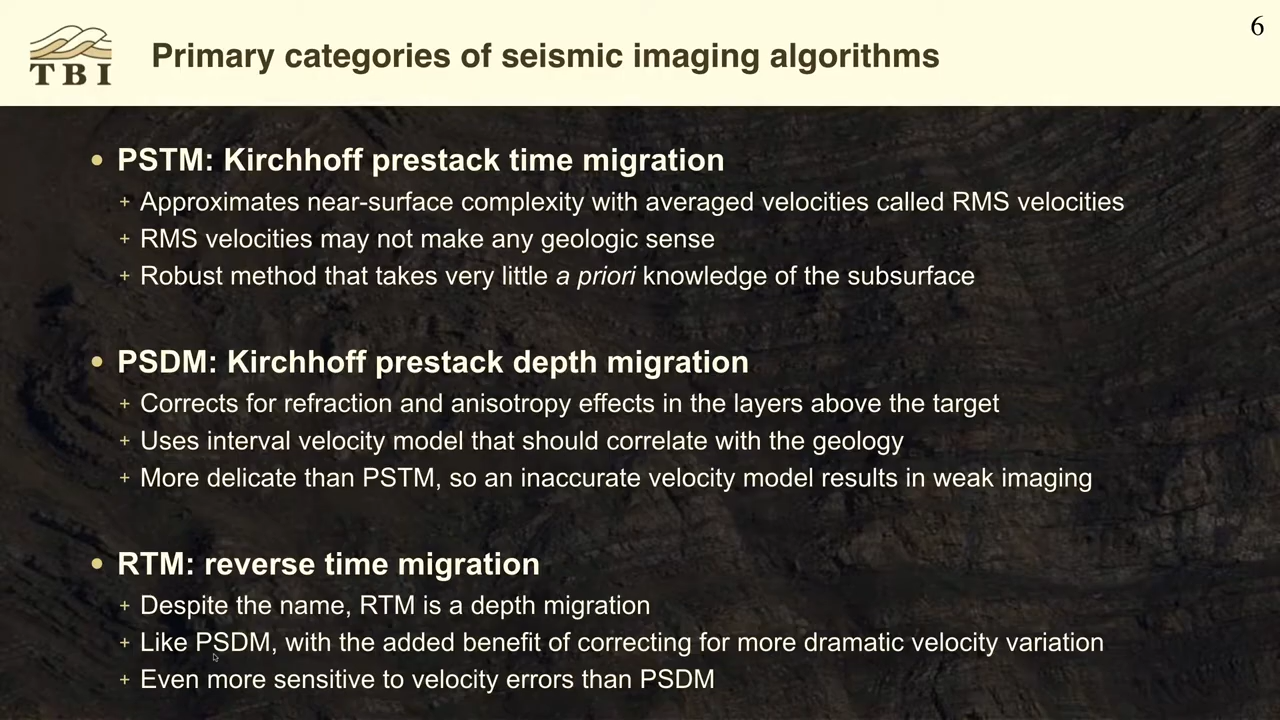 6
TBI
Primary categories of seismic imaging algorithms
• PSTM: Kirchhoff prestack time migration
+ Approximates near-surface complexity with averaged velocities called RMS velocities
+ RMS velocities may not make any geologic sense
+ Robust method that takes very little a priori knowledge of the subsurface
• PSDM: Kirchhoff prestack depth migration
+ Corrects for refraction and anisotropy effects in the layers above the target
+ Uses interval velocity model that should correlate with the geology
+ More delicate than PSTM, so an inaccurate velocity model results in weak imaging
• RTM: reverse time migration
+ Despite the name, RTM is a depth migration
+ Like PSDM, with the added benefit of correcting for more dramatic velocity variation
+ Even more sensitive to velocity errors than PSDM